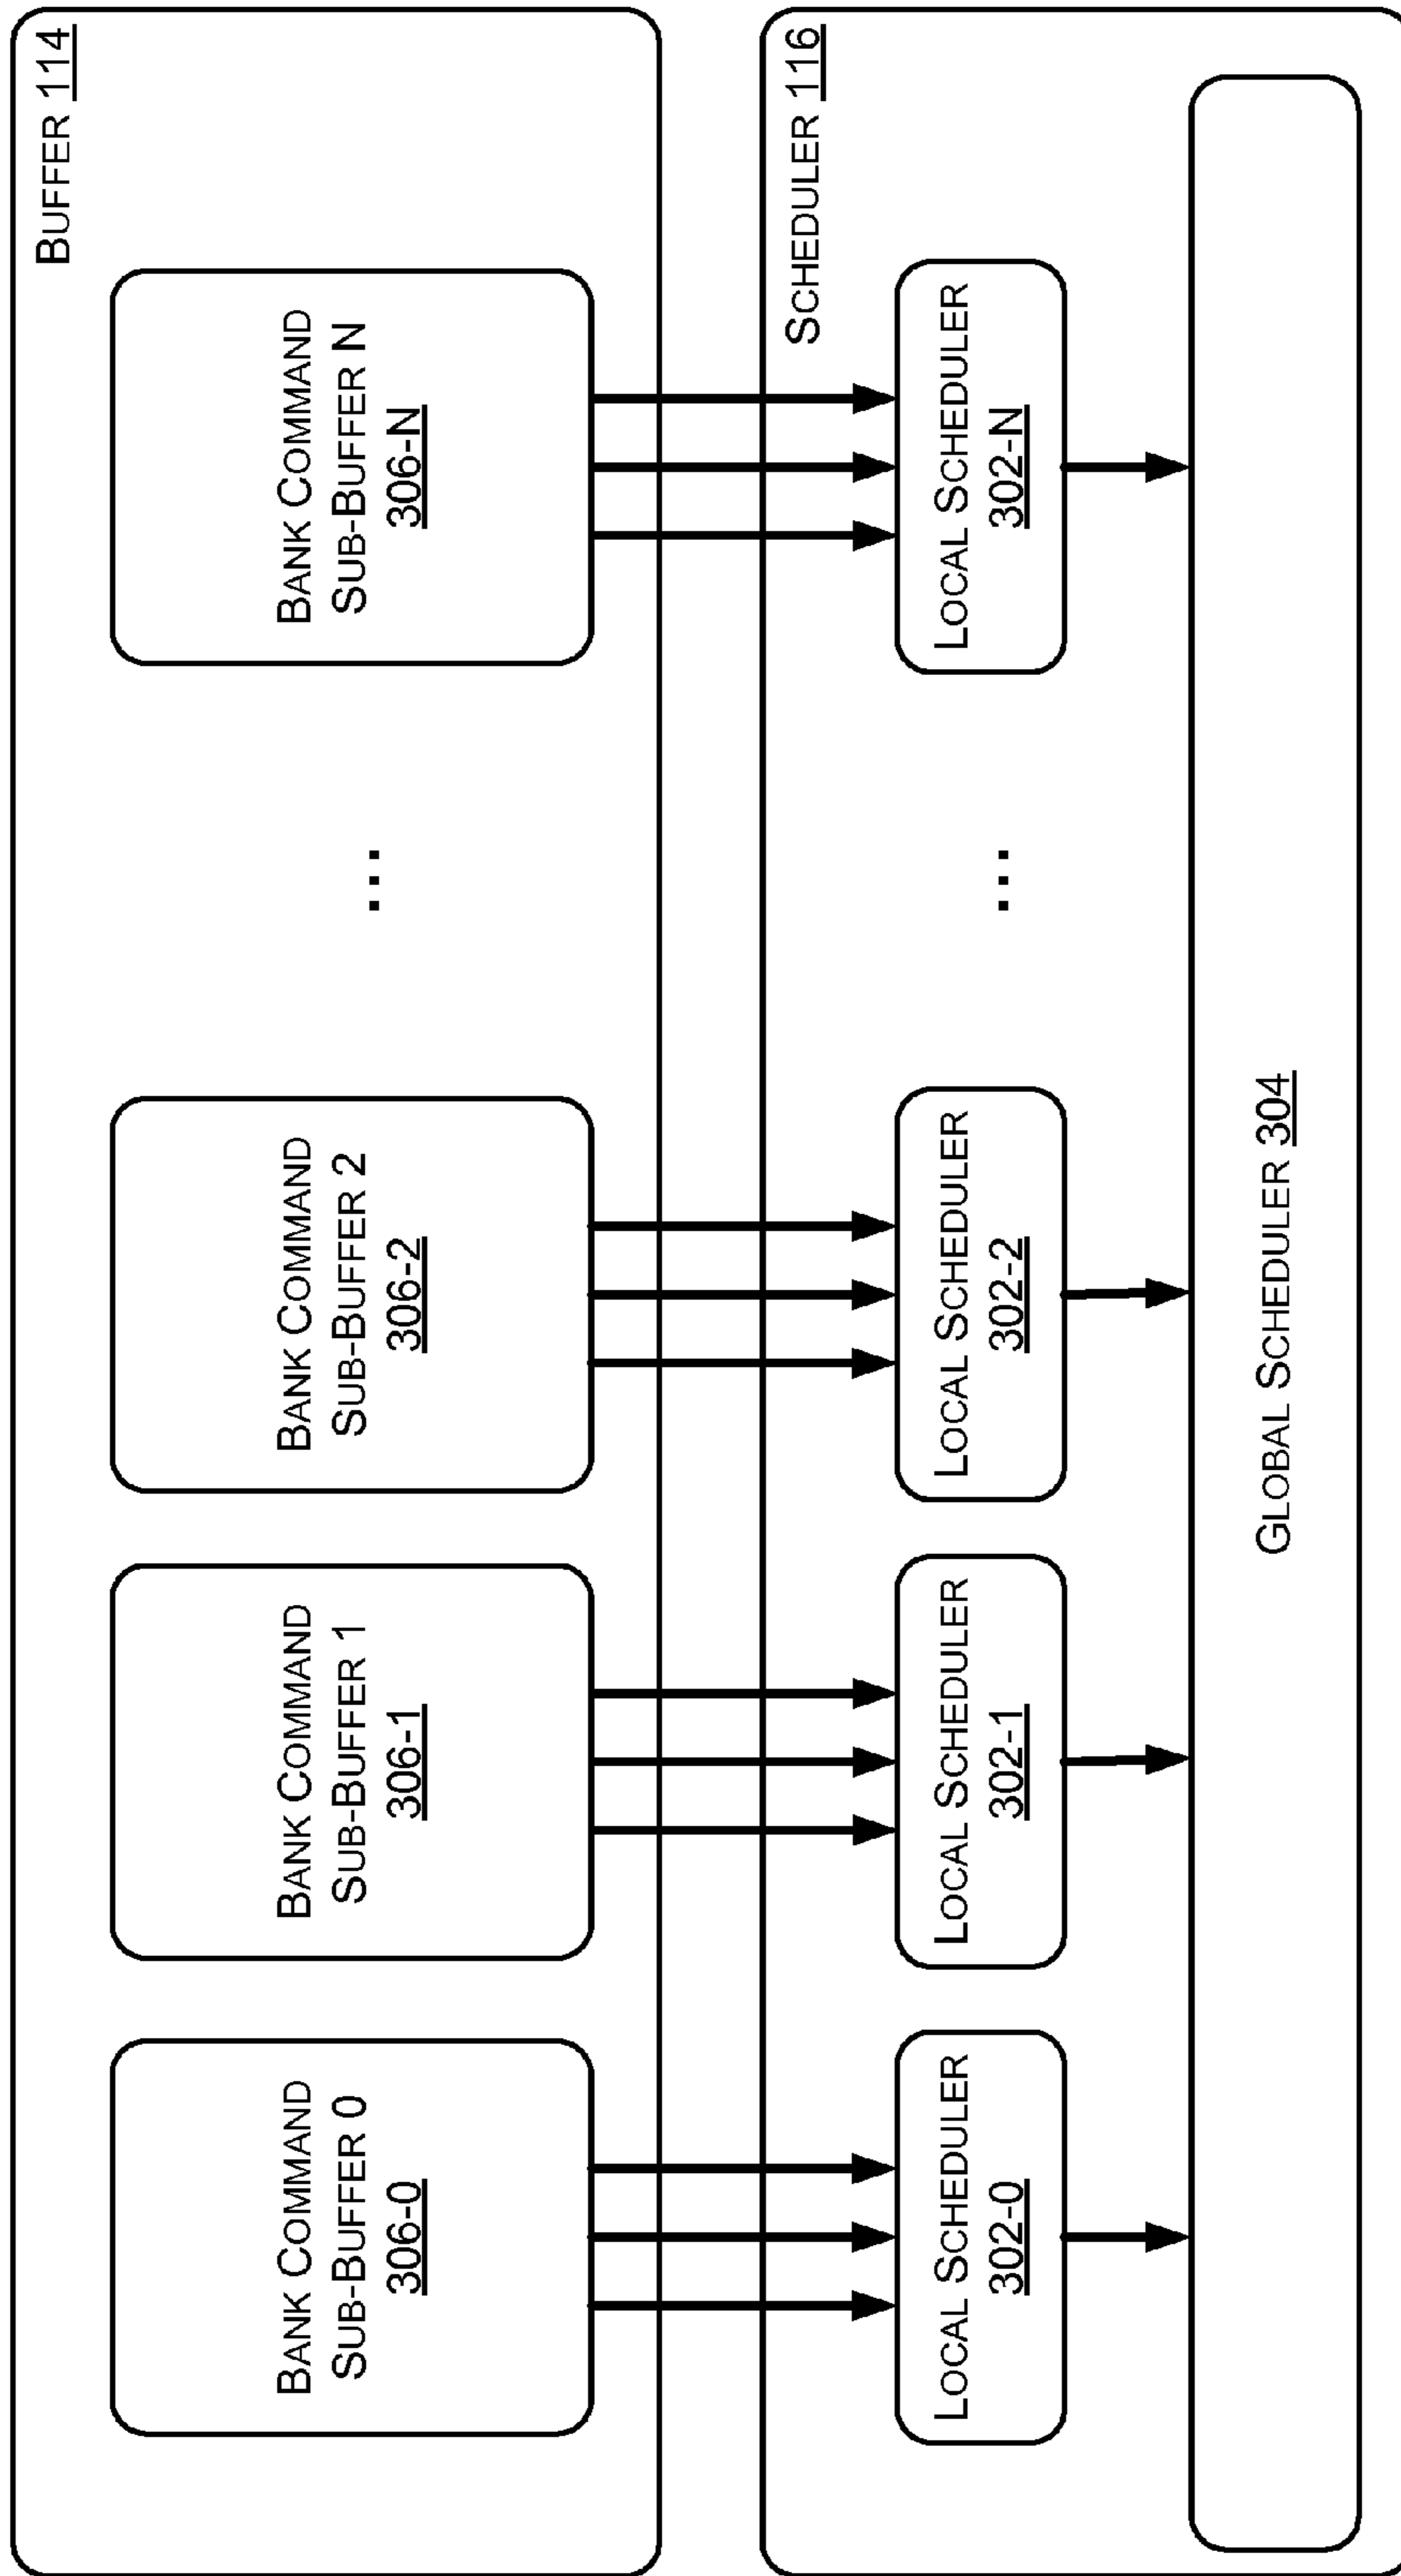 BUFFER 114
BANK COMMAND
SUB-BUFFER 0
306-0
BANK COMMAND
SUB-BUFFER 1
306-1
BANK COMMAND
SUB-BUFFER 2
306-2
...
BANK COMMAND
SUB-BUFFER N
306-N
SCHEDULER 116
LOCAL SCHEDULER
302-0
LOCAL SCHEDULER
302-1
LOCAL SCHEDULER
302-2
...
LOCAL SCHEDULER
302-N
GLOBAL SCHEDULER 304